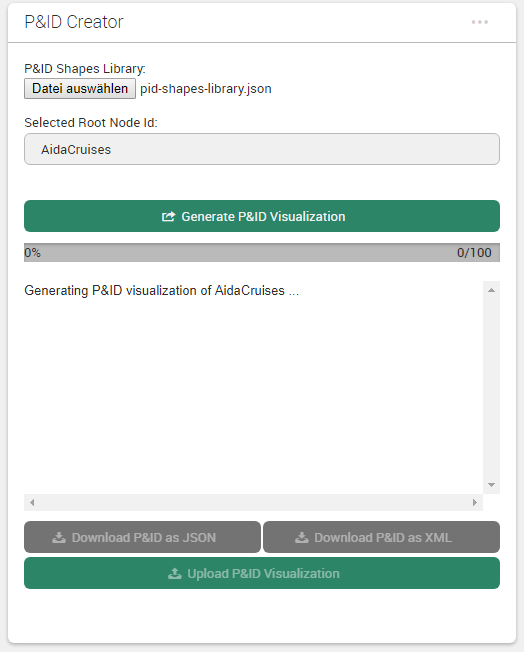 P&ID Creator
P&ID Shapes Library:
Datei auswählen pid-shapes-library.json
Selected Root Node Id:
AidaCruises
Generate P&ID Visualization
0% 0/100
Generating P&ID visualization of AidaCruises ...
Download P&ID as JSON Download P&ID as XML
Upload P&ID Visualization